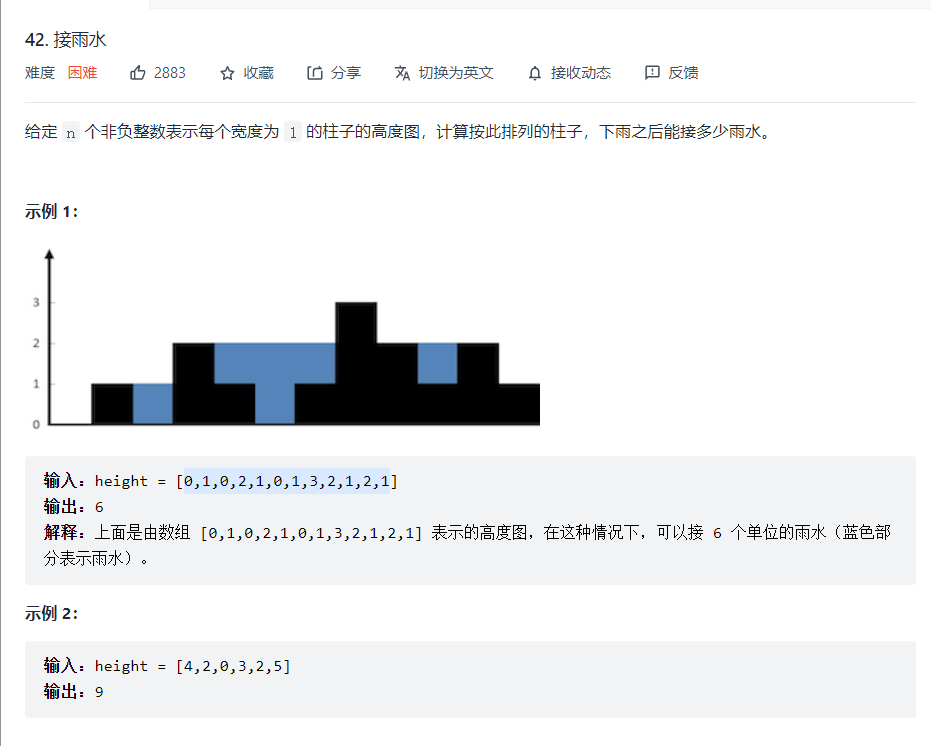 42. 接雨水
难度 困难 2883 收藏 分享 切换为英文 接收动态 反馈
给定 n 个非负整数表示每个宽度为 1 的柱子的高度图，计算按此排列的柱子，下雨之后能接多少雨水。
示例 1：
3
2
1
0
输入：height = [0,1,0,2,1,0,1,3,2,1,2,1]
输出：6
解释：上面是由数组 [0,1,0,2,1,0,1,3,2,1,2,1] 表示的高度图，在这种情况下，可以接 6 个单位的雨水（蓝色部
分表示雨水）。
示例 2：
输入：height = [4,2,0,3,2,5]
输出：9